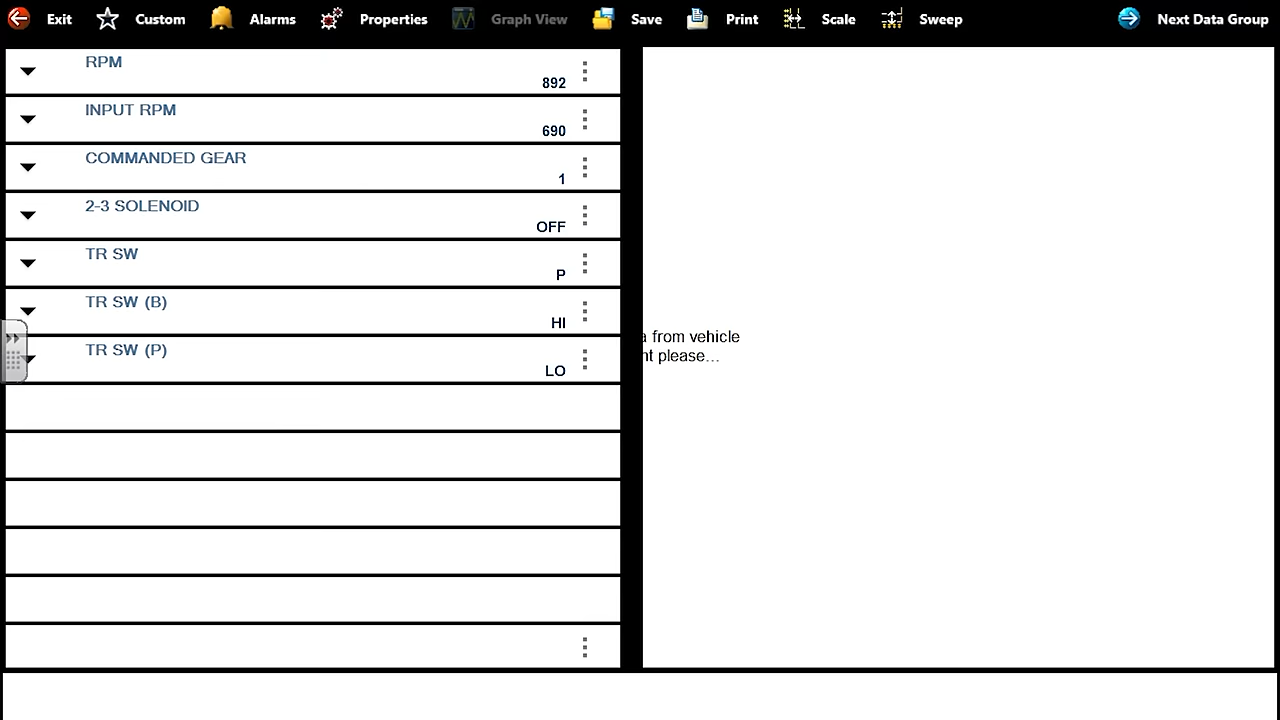 Exit Custom Alarms Properties Graph View Save Print Scale Sweep Next Data Group
RPM
892
INPUT RPM
690
COMMANDED GEAR
1
2-3 SOLENOID
OFF
TR SW
P
TR SW (B)
HI
TR SW (P)
LO
from vehicle
please...